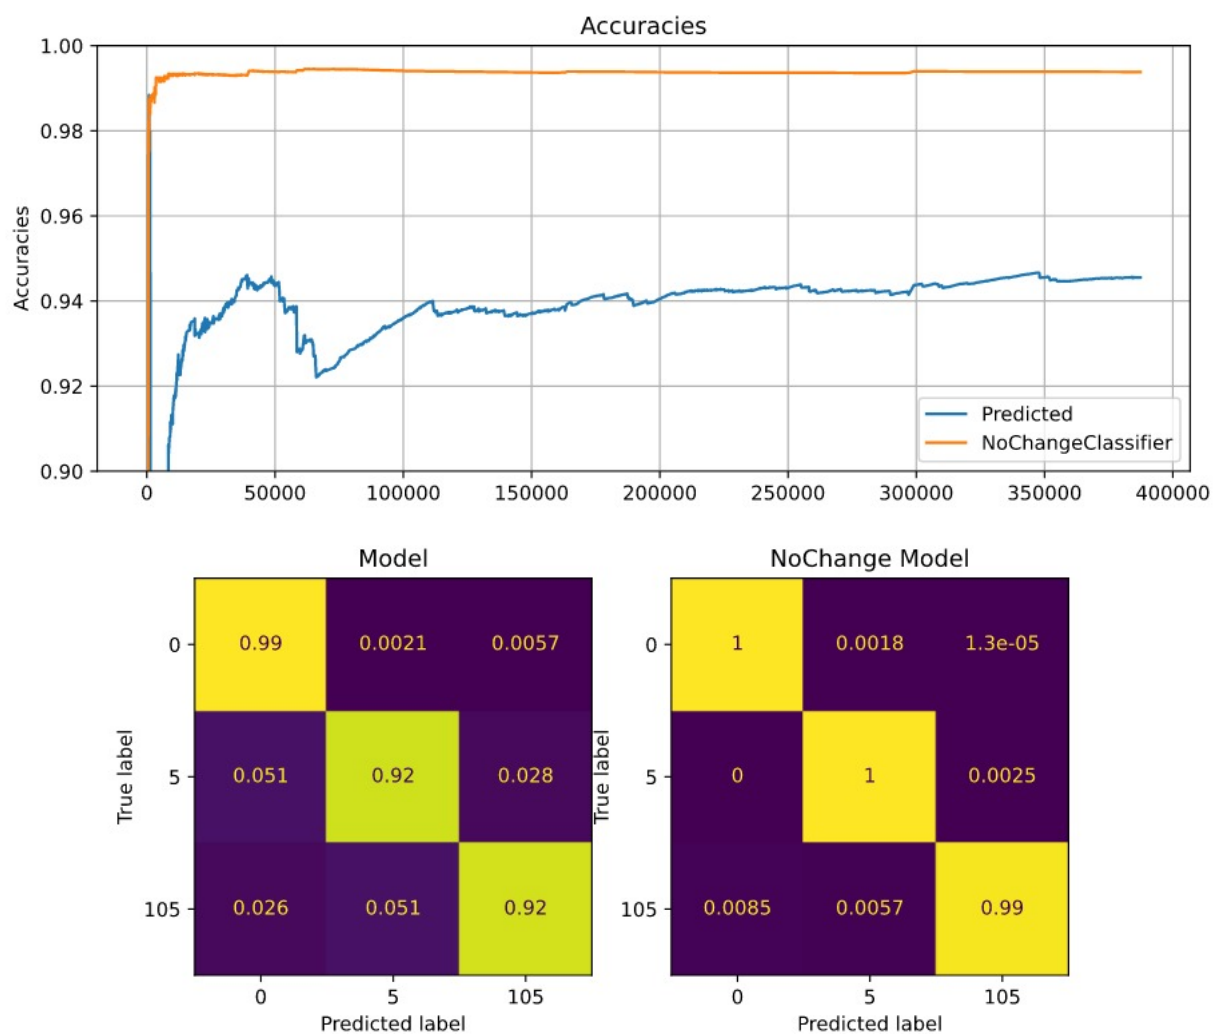 Accuracies
1.00
0.98
0.96
0.94
0.92
0.90
Accuracies
0 50000 100000 150000 200000 250000 300000 350000 400000
Predicted
NoChangeClassifier
Model
True label
0 0.99 0.0021 0.0057
5 0.051 0.92 0.028
105 0.026 0.051 0.92
0 5 105
Predicted label
NoChange Model
True label
0 1 0.0018 1.3e-05
5 0 1 0.0025
105 0.0085 0.0057 0.99
0 5 105
Predicted label